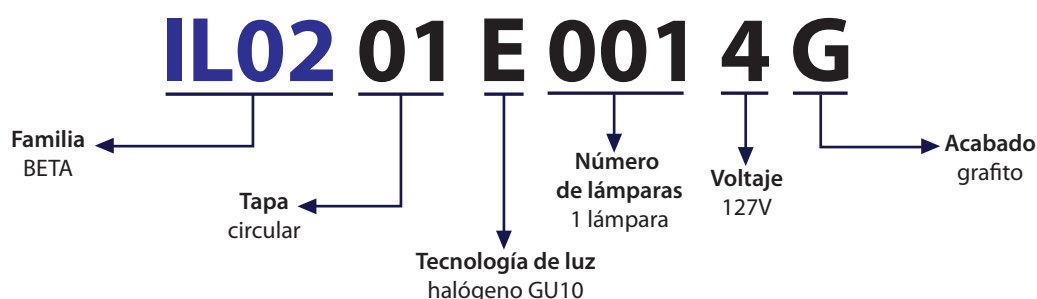 IL02 01 E 001 4 G
Familia
BETA
Tapa
circular
Tecnología de luz
halógeno GU10
Número
de lámparas
1 lámpara
Voltaje
127V
Acabado
grafito